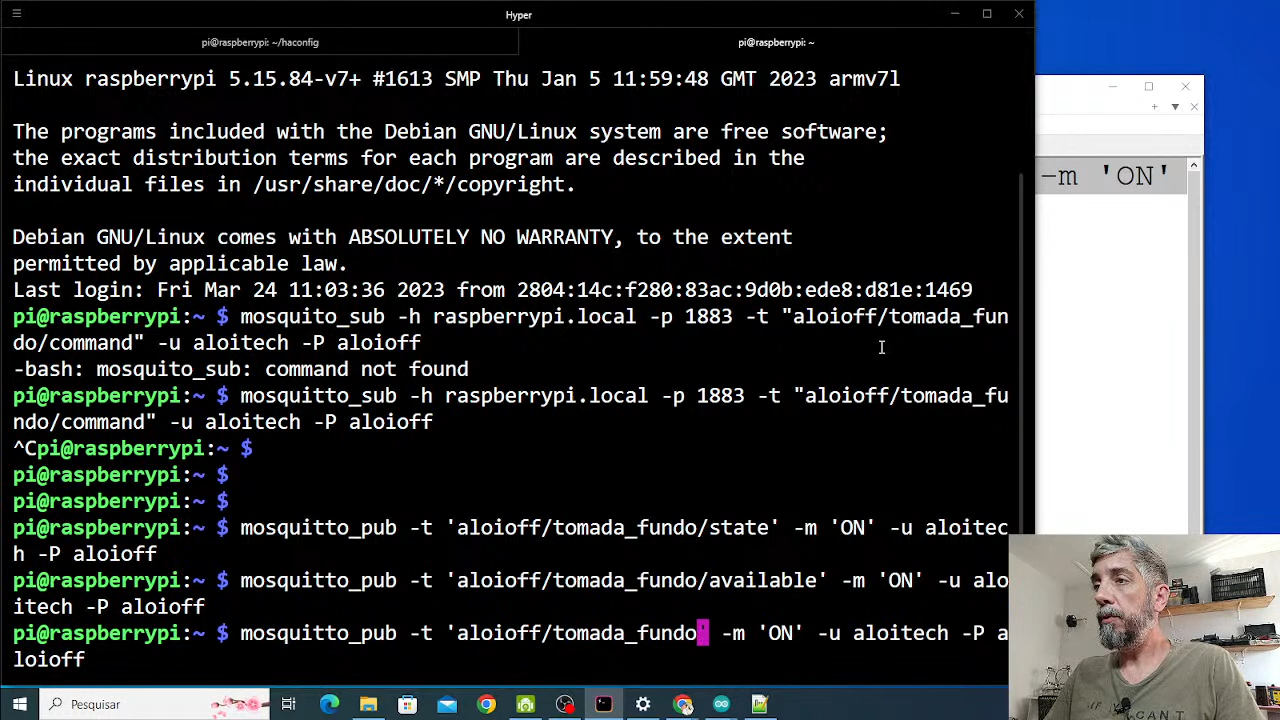 Hyper
pi@raspberrypi: ~/haconfig
pi@raspberrypi: ~
Linux raspberrypi 5.15.84-v7+ #1613 SMP Thu Jan 5 11:59:48 GMT 2023 armv7l
The programs included with the Debian GNU/Linux system are free software;
the exact distribution terms for each program are described in the
individual files in /usr/share/doc/*/copyright.
Debian GNU/Linux comes with ABSOLUTELY NO WARRANTY, to the extent
permitted by applicable law.
Last login: Fri Mar 24 11:03:36 2023 from 2804:14c:f280:83ac:9d0b:ede8:d81e:1469
pi@raspberrypi:~ $ mosquito_sub -h raspberrypi.local -p 1883 -t "aloioff/tomada_fun
do/command" -u aloitech -P aloioff
-bash: mosquito_sub: command not found
pi@raspberrypi:~ $ mosquitto_sub -h raspberrypi.local -p 1883 -t "aloioff/tomada_fu
ndo/command" -u aloitech -P aloioff
^Cpi@raspberrypi:~ $
pi@raspberrypi:~ $
pi@raspberrypi:~ $
pi@raspberrypi:~ $ mosquitto_pub -t 'aloioff/tomada_fundo/state' -m 'ON' -u aloitec
h -P aloioff
pi@raspberrypi:~ $ mosquitto_pub -t 'aloioff/tomada_fundo/available' -m 'ON' -u alo
itech -P aloioff
pi@raspberrypi:~ $ mosquitto_pub -t 'aloioff/tomada_fundo' -m 'ON' -u aloitech -P a
loioff
-m 'ON'
Pesquisar